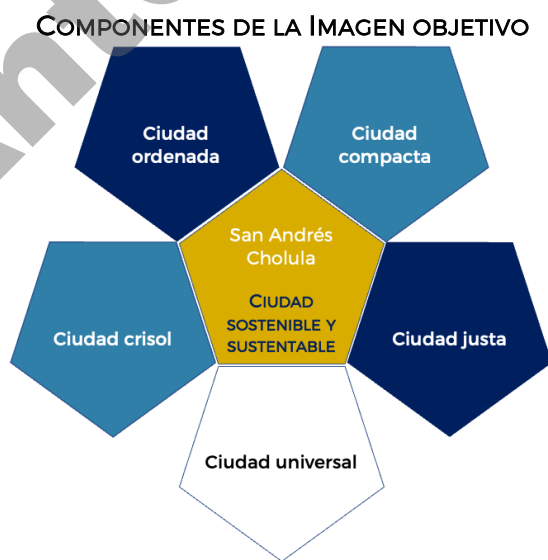 COMPONENTES DE LA IMAGEN OBJETIVO
Ciudad
ordenada
Ciudad
compacta
San Andrés
Cholula
CIUDAD
SOSTENIBLE Y
SUSTENTABLE
Ciudad crisol
Ciudad justa
Ciudad universal